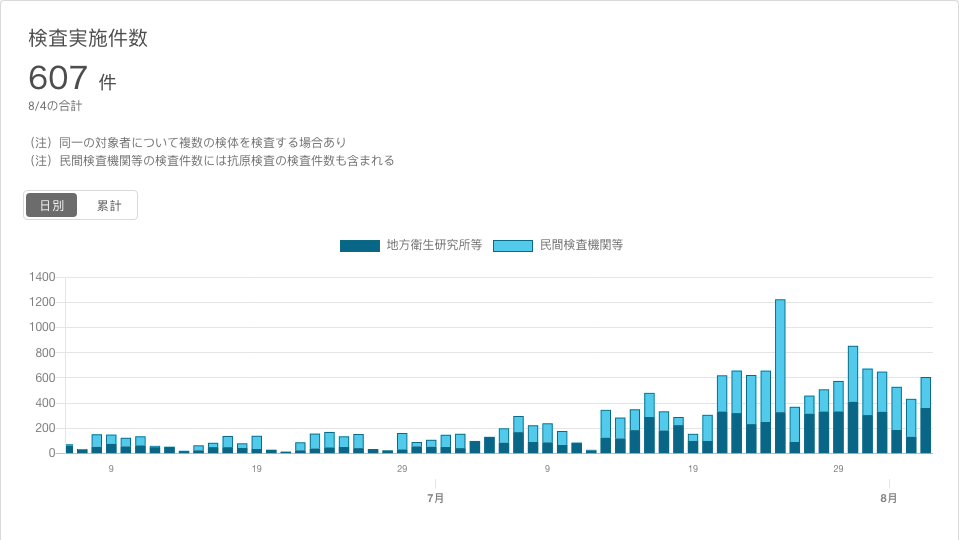 検査実施件数
607 件
8/4の合計
（注）同一の対象者について複数の検体を検査する場合あり
（注）民間検査機関等の検査件数には抗原検査の検査件数も含まれる
日別 累計
地方衛生研究所等 民間検査機関等
1400
1200
1000
800
600
400
200
0
9 19 29 9 19 29
7月 8月